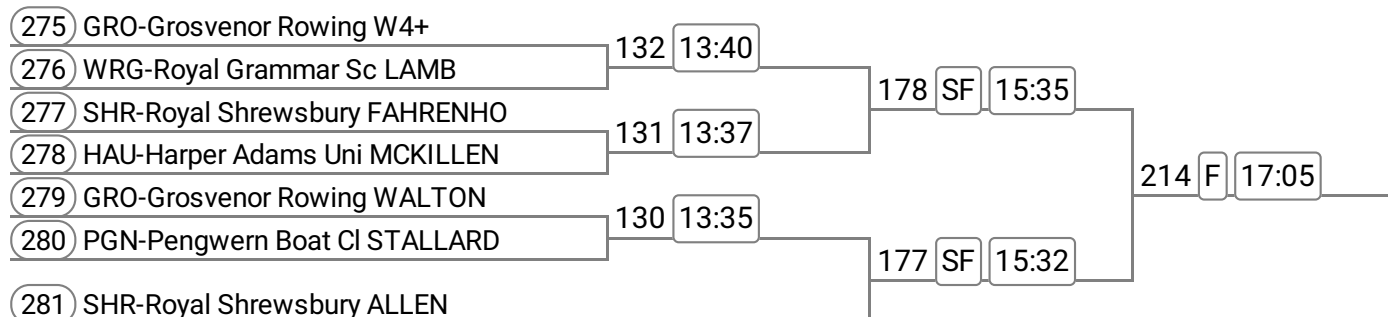 275 GRO-Grosvenor Rowing W4+
276 WRG-Royal Grammar Sc LAMB
132 13:40
277 SHR-Royal Shrewsbury FAHRENHO
278 HAU-Harper Adams Uni MCKILLEN
131 13:37
178 SF 15:35
279 GRO-Grosvenor Rowing WALTON
280 PGN-Pengwern Boat Cl STALLARD
130 13:35
281 SHR-Royal Shrewsbury ALLEN
177 SF 15:32
214 F 17:05